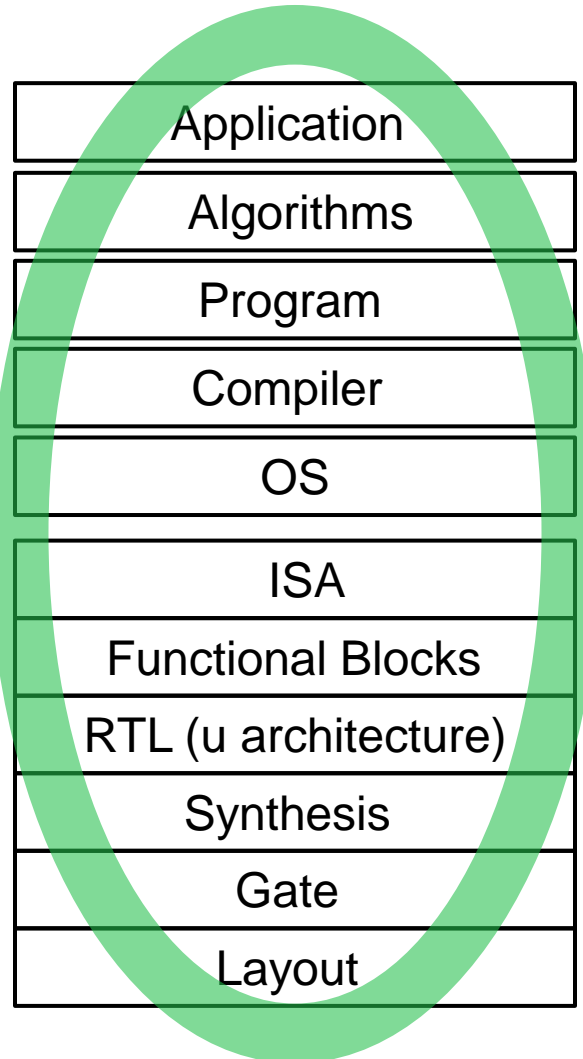 Application
Algorithms
Program
Compiler
OS
ISA
Functional Blocks
RTL (u architecture)
Synthesis
Gate
Layout